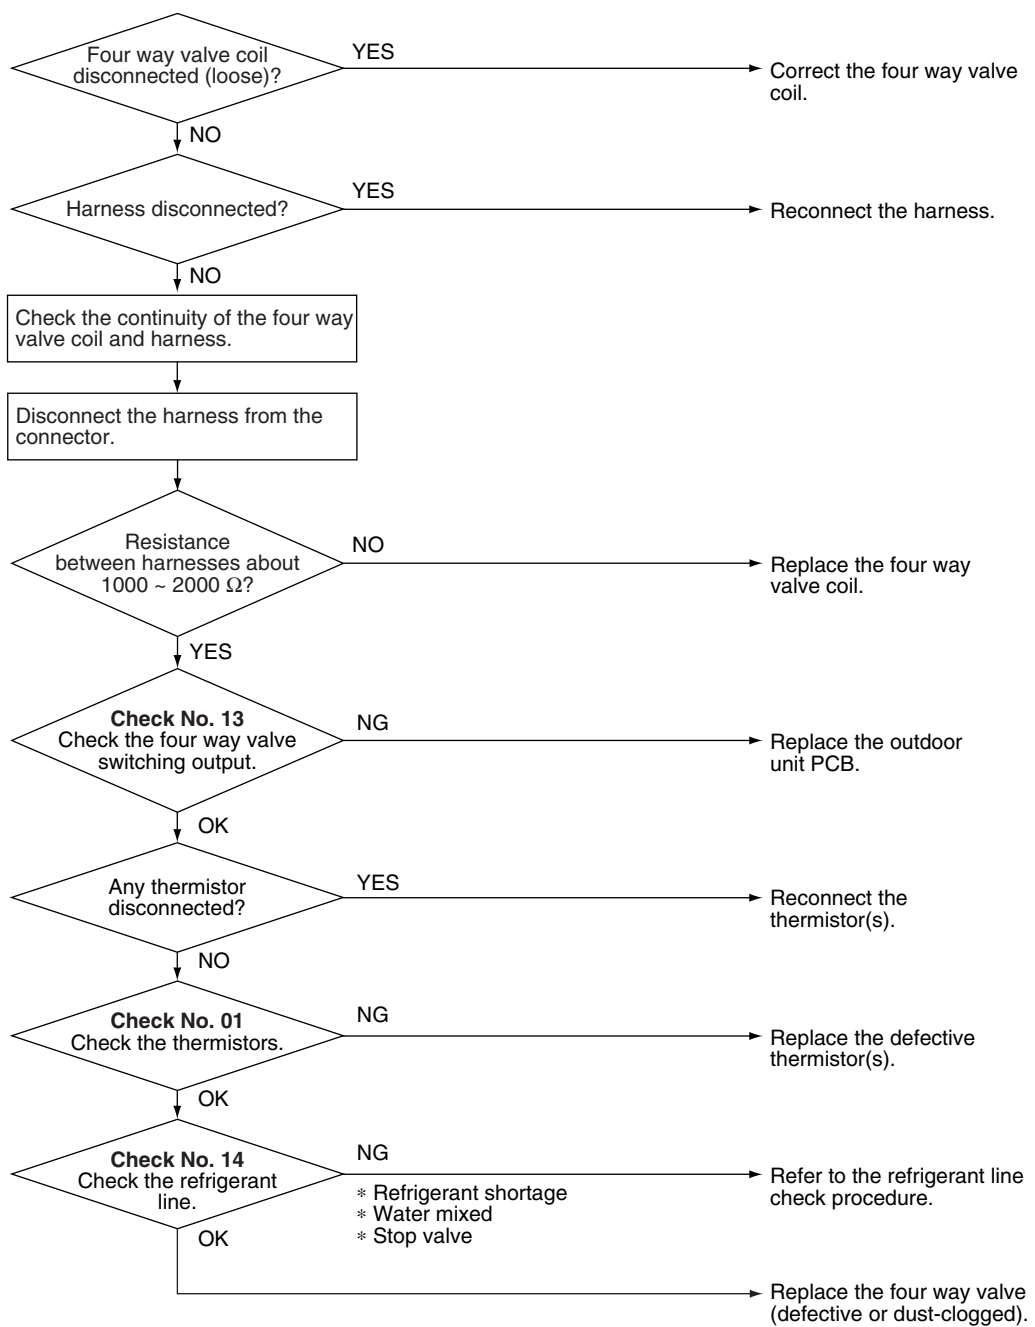 Four way valve coil
disconnected (loose)?
YES
Correct the four way valve
coil.
NO
Harness disconnected?
YES
Reconnect the harness.
NO
Check the continuity of the four way
valve coil and harness.
Disconnect the harness from the
connector.
Resistance
between harnesses about
1000 ~ 2000 Ω?
NO
Replace the four way
valve coil.
YES
Check No. 13
Check the four way valve
switching output.
NG
Replace the outdoor
unit PCB.
OK
Any thermistor
disconnected?
YES
Reconnect the
thermistor(s).
NO
Check No. 01
Check the thermistors.
NG
Replace the defective
thermistor(s).
OK
Check No. 14
Check the refrigerant
line.
NG
* Refrigerant shortage
* Water mixed
* Stop valve
Refer to the refrigerant line
check procedure.
OK
Replace the four way valve
(defective or dust-clogged).